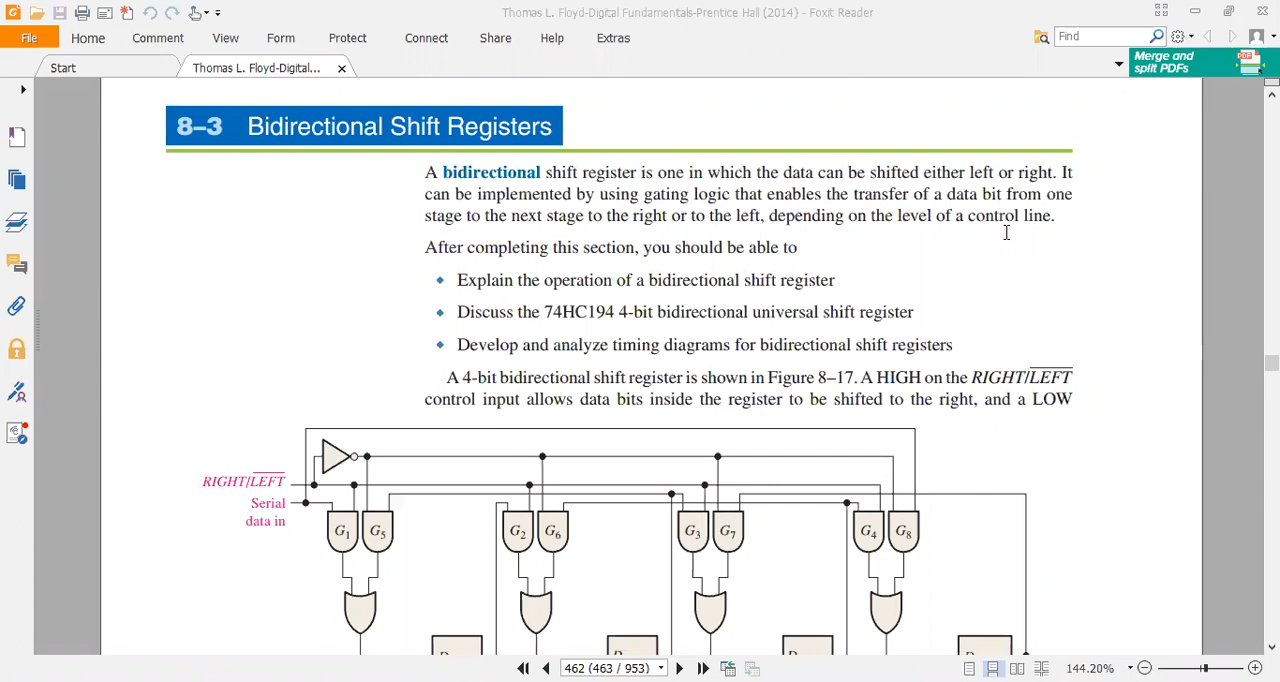 Thomas L. Floyd-Digital Fundamentals-Prentice Hall (2014) - Foxit Reader
File Home Comment View Form Protect Connect Share Help Extras Find
Start Thomas L. Floyd-Digital... Merge and
split PDFs
8–3 Bidirectional Shift Registers
A bidirectional shift register is one in which the data can be shifted either left or right. It
can be implemented by using gating logic that enables the transfer of a data bit from one
stage to the next stage to the right or to the left, depending on the level of a control line.
After completing this section, you should be able to
◆ Explain the operation of a bidirectional shift register
◆ Discuss the 74HC194 4-bit bidirectional universal shift register
◆ Develop and analyze timing diagrams for bidirectional shift registers
A 4-bit bidirectional shift register is shown in Figure 8–17. A HIGH on the RIGHT/L̅E̅F̅T̅
control input allows data bits inside the register to be shifted to the right, and a LOW
RIGHT/L̅E̅F̅T̅
Serial
data in
G1 G5 G2 G6 G3 G7 G4 G8
462 (463 / 953) 144.20%